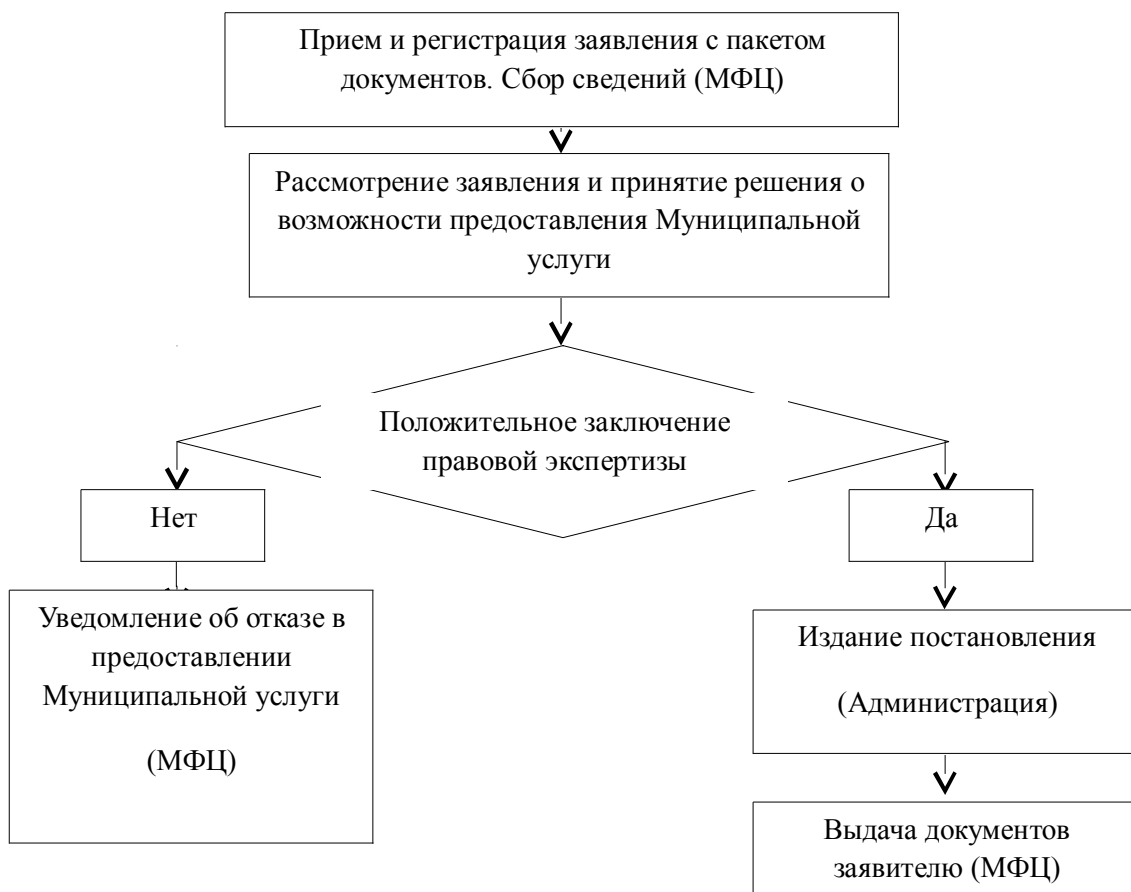 Прием и регистрация заявления с пакетом
документов. Сбор сведений (МФЦ)
Рассмотрение заявления и принятие решения о
возможности предоставления Муниципальной
услуги
Положительное заключение
правовой экспертизы
Нет
Да
Уведомление об отказе в
предоставлении
Муниципальной услуги
(МФЦ)
Издание постановления
(Администрация)
Выдача документов
заявителю (МФЦ)